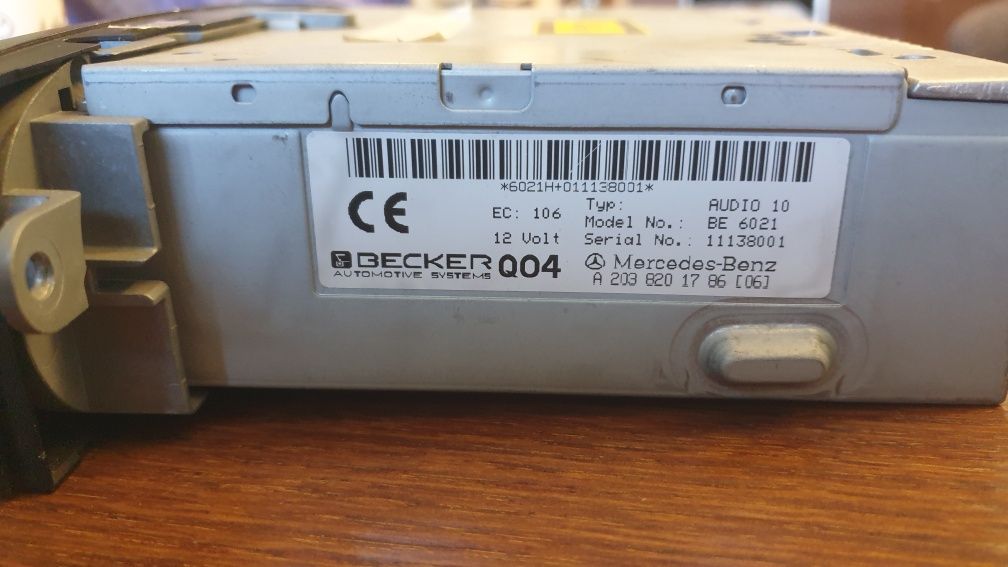 *6021H+011138001*
CE
EC: 106
12 Volt
Typ: AUDIO 10
Model No.: BE 6021
Serial No.: 11138001
BECKER
AUTOMOTIVE SYSTEMS
Q04
Mercedes-Benz
A 203 820 17 86 [06]